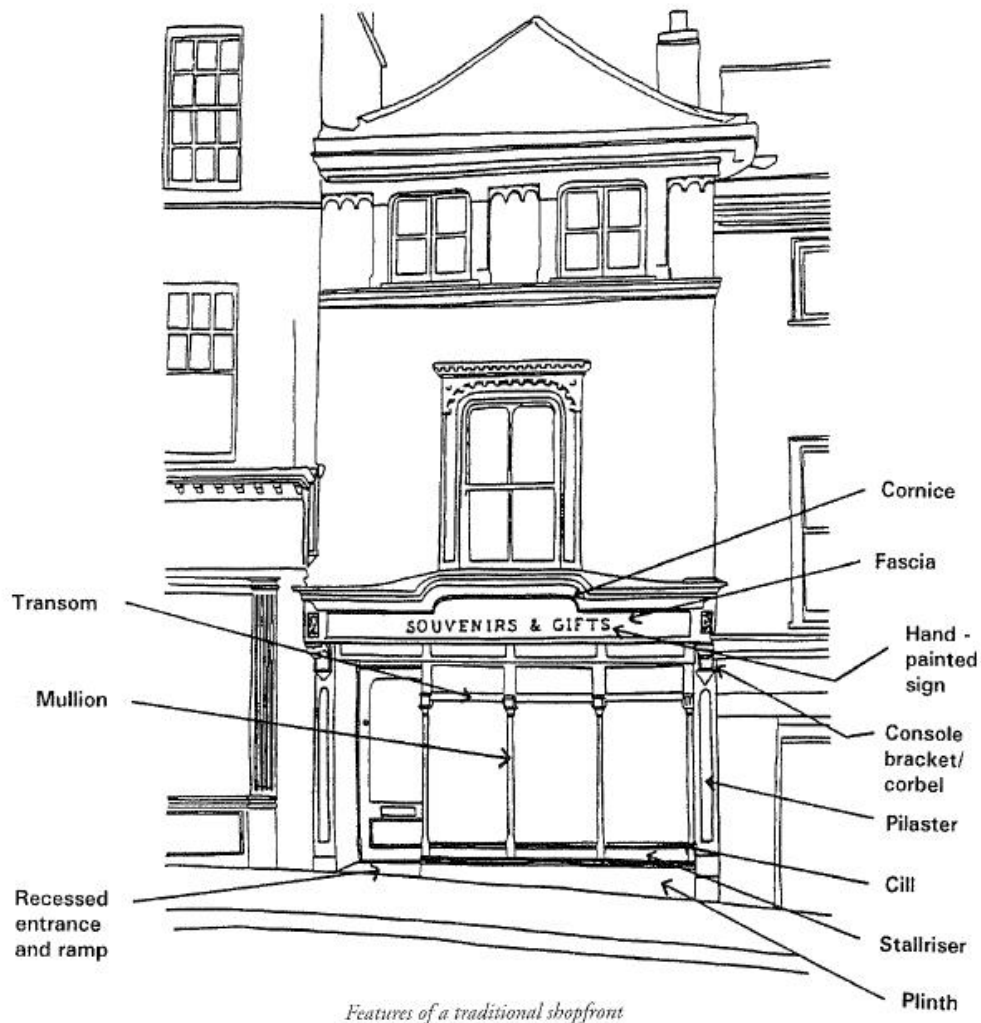 Cornice
Fascia
Transom
SOUVENIRS & GIFTS
Hand -
painted
sign
Mullion
Console
bracket/
corbel
Pilaster
Cill
Recessed
entrance
and ramp
Stallriser
Plinth
Features of a traditional shopfront